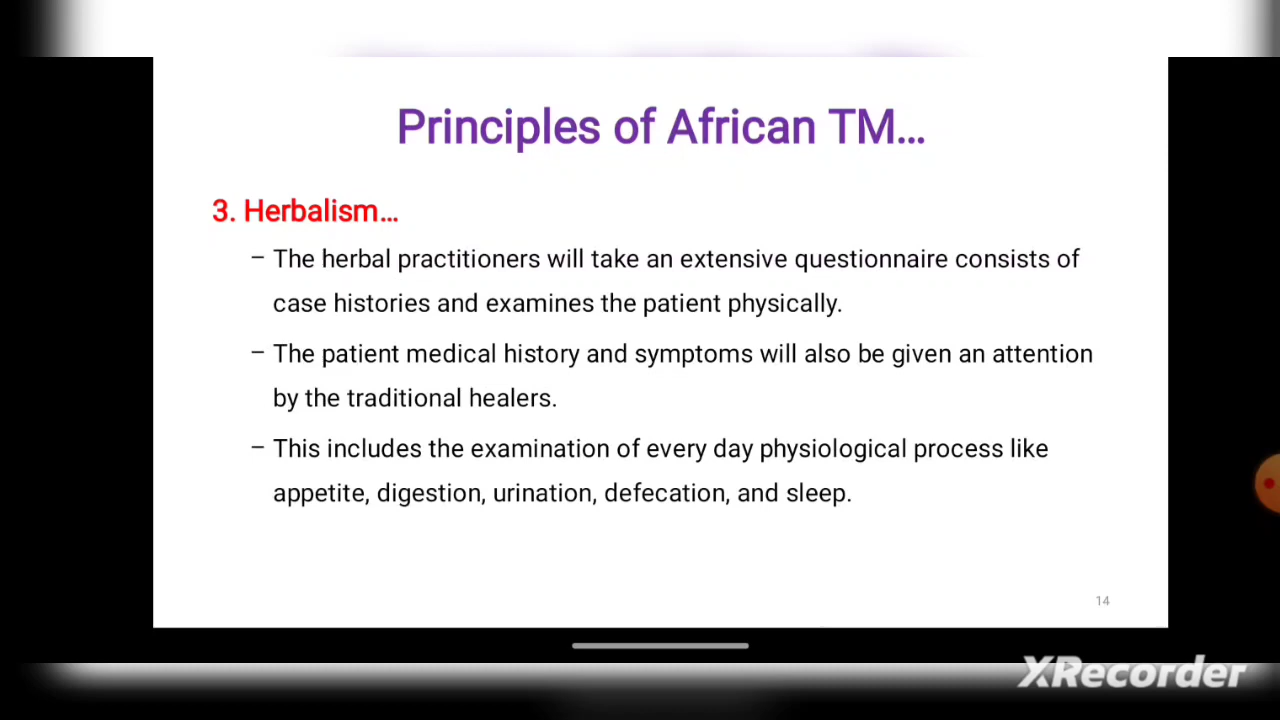 Principles of African TM…
3. Herbalism…
– The herbal practitioners will take an extensive questionnaire consists of
case histories and examines the patient physically.
– The patient medical history and symptoms will also be given an attention
by the traditional healers.
– This includes the examination of every day physiological process like
appetite, digestion, urination, defecation, and sleep.
14
XRecorder